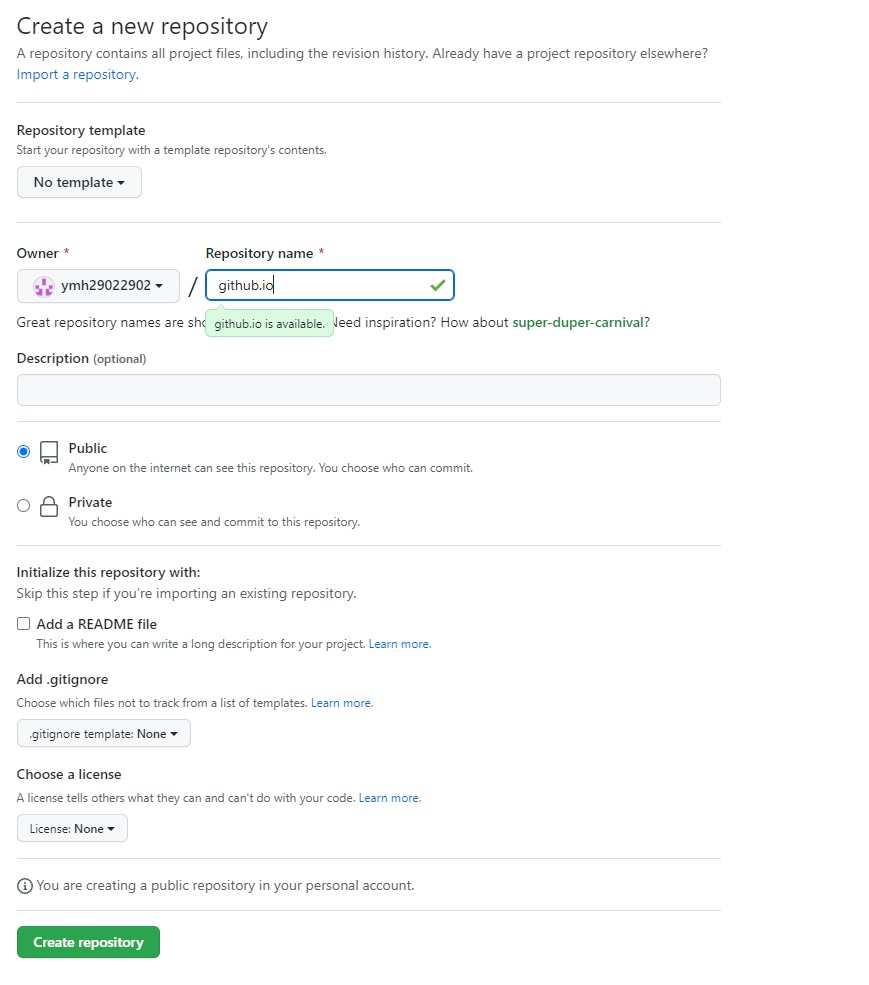 Create a new repository
A repository contains all project files, including the revision history. Already have a project repository elsewhere?
Import a repository.
Repository template
Start your repository with a template repository's contents.
No template
Owner *
Repository name *
ymh29022902
/
github.io
Great repository names are sho
github.io is available.
Need inspiration? How about super-duper-carnival?
Description (optional)
Public
Anyone on the internet can see this repository. You choose who can commit.
Private
You choose who can see and commit to this repository.
Initialize this repository with:
Skip this step if you're importing an existing repository.
Add a README file
This is where you can write a long description for your project. Learn more.
Add .gitignore
Choose which files not to track from a list of templates. Learn more.
.gitignore template: None
Choose a license
A license tells others what they can and can't do with your code. Learn more.
License: None
You are creating a public repository in your personal account.
Create repository